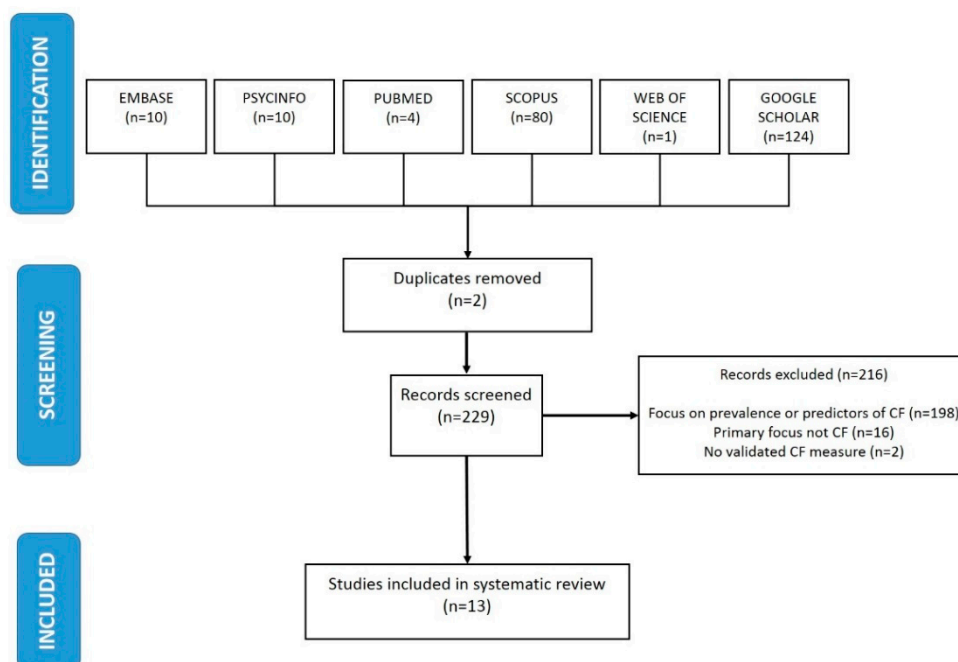 IDENTIFICATION
EMBASE
(n=10)
PSYCINFO
(n=10)
PUBMED
(n=4)
SCOPUS
(n=80)
WEB OF
SCIENCE
(n=1)
GOOGLE
SCHOLAR
(n=124)
SCREENING
Duplicates removed
(n=2)
Records screened
(n=229)
Records excluded (n=216)
Focus on prevalence or predictors of CF (n=198)
Primary focus not CF (n=16)
No validated CF measure (n=2)
INCLUDED
Studies included in systematic review
(n=13)